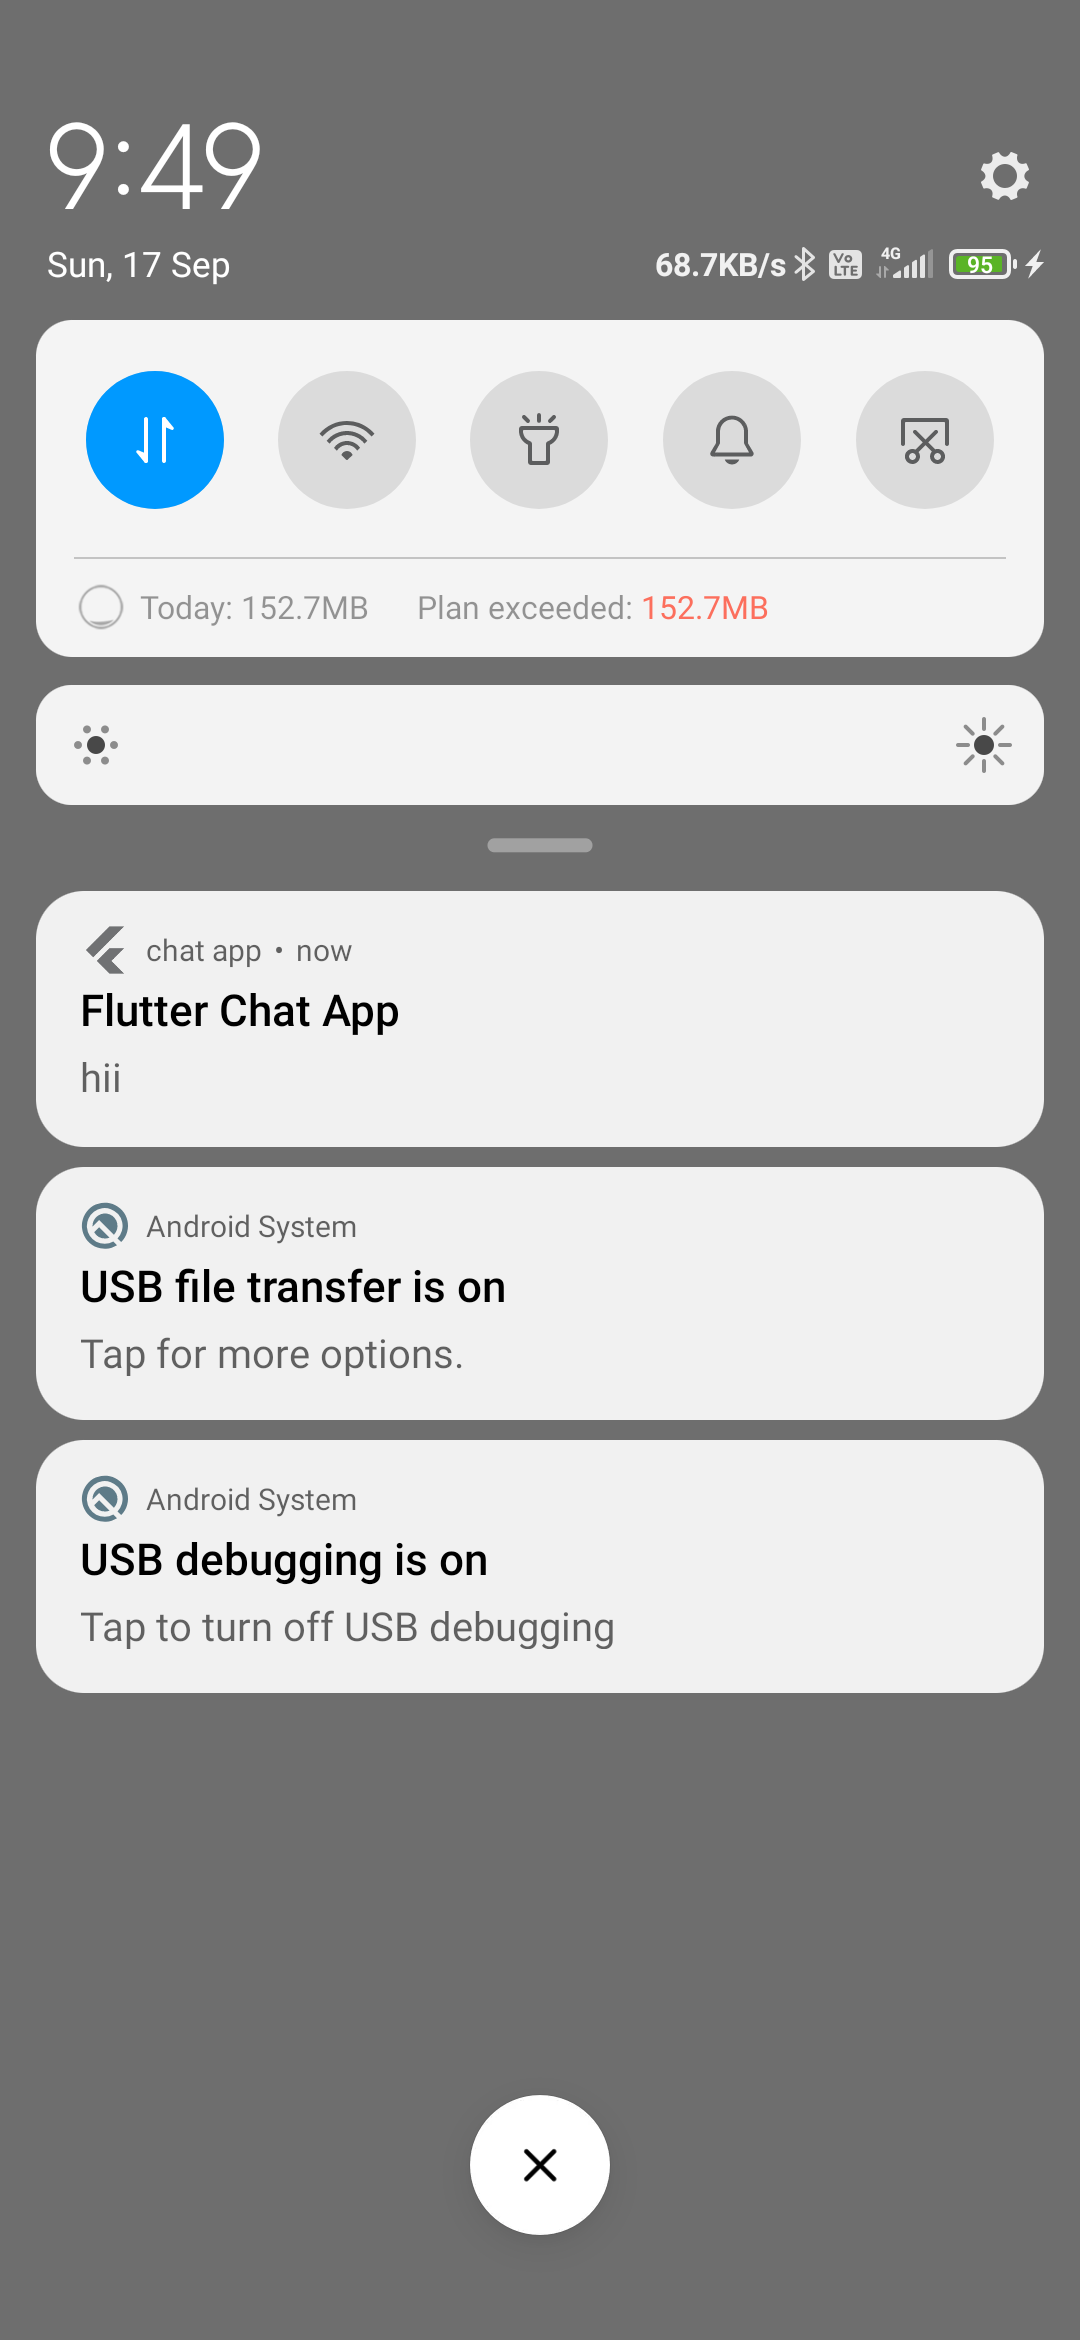 9:49
Sun, 17 Sep
68.7KB/s Vo LTE 4G 95
Today: 152.7MB Plan exceeded: 152.7MB
chat app • now
Flutter Chat App
hii
Android System
USB file transfer is on
Tap for more options.
Android System
USB debugging is on
Tap to turn off USB debugging